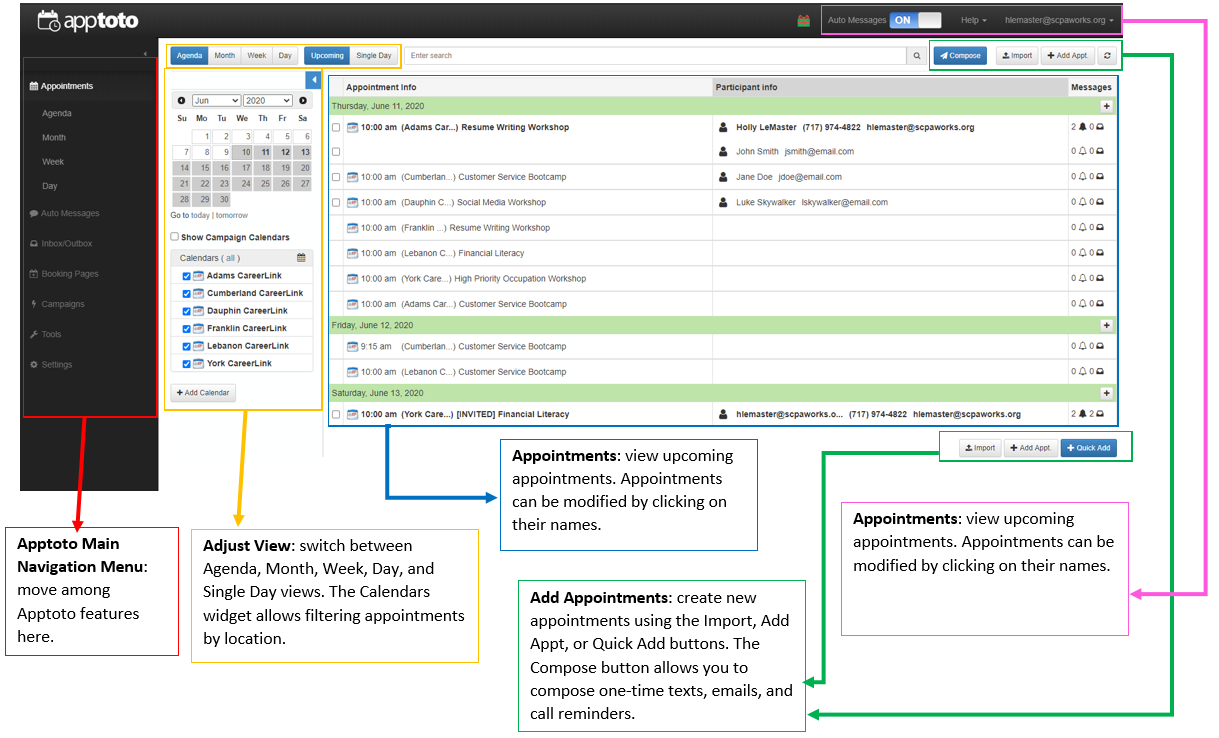 apptoto
Auto Messages ON Help hlemaster@scpaworks.org
Agenda Month Week Day Upcoming Single Day Enter search Compose Import + Add Appt.
Appointments
Agenda
Month
Week
Day
Auto Messages
Inbox/Outbox
Booking Pages
Campaigns
Tools
Settings
Jun 2020
Su Mo Tu We Th Fr Sa
1 2 3 4 5 6
7 8 9 10 11 12 13
14 15 16 17 18 19 20
21 22 23 24 25 26 27
28 29 30
Go to today | tomorrow
Show Campaign Calendars
Calendars ( all )
Adams CareerLink
Cumberland CareerLink
Dauphin CareerLink
Franklin CareerLink
Lebanon CareerLink
York CareerLink
+ Add Calendar
Appointment Info Participant info Messages
Thursday, June 11, 2020 +
10:00 am (Adams Car...) Resume Writing Workshop Holly LeMaster (717) 974-4822 hlemaster@scpaworks.org 2 0
John Smith jsmith@email.com 0 0
10:00 am (Cumberlan...) Customer Service Bootcamp Jane Doe jdoe@email.com 0 0
10:00 am (Dauphin C...) Social Media Workshop Luke Skywalker lskywalker@email.com 0 0
10:00 am (Franklin ...) Resume Writing Workshop 0 0
10:00 am (Lebanon C...) Financial Literacy 0 0
10:00 am (York Care...) High Priority Occupation Workshop 0 0
10:00 am (Adams Car...) Customer Service Bootcamp 0 0
Friday, June 12, 2020 +
9:15 am (Cumberlan...) Customer Service Bootcamp 0 0
10:00 am (Lebanon C...) Customer Service Bootcamp 0 0
Saturday, June 13, 2020 +
10:00 am (York Care...) [INVITED] Financial Literacy hlemaster@scpaworks.o... (717) 974-4822 hlemaster@scpaworks.org 2 2
Import + Add Appt. + Quick Add
Apptoto Main
Navigation Menu:
move among
Apptoto features
here.
Adjust View: switch between
Agenda, Month, Week, Day, and
Single Day views. The Calendars
widget allows filtering appointments
by location.
Appointments: view upcoming
appointments. Appointments
can be modified by clicking on
their names.
Add Appointments: create new
appointments using the Import, Add
Appt, or Quick Add buttons. The
Compose button allows you to
compose one-time texts, emails, and
call reminders.
Appointments: view upcoming
appointments. Appointments can be
modified by clicking on their names.